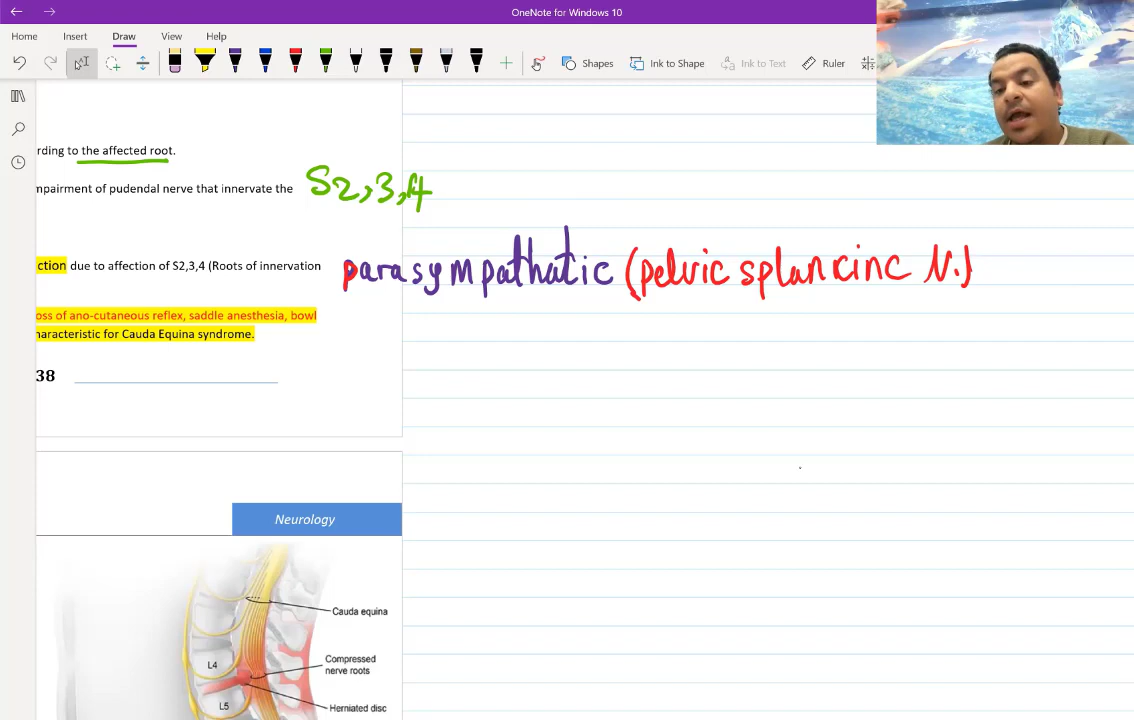 OneNote for Windows 10
Home Insert Draw View Help
Shapes Ink to Shape Ink to Text Ruler
rding to the affected root.
mpairment of pudendal nerve that innervate the S2,3,4
ction due to affection of S2,3,4 (Roots of innervation parasympathatic (pelvic splancinc N.)
oss of ano-cutaneous reflex, saddle anesthesia, bowl
haracteristic for Cauda Equina syndrome.
38
Neurology
Cauda equina
L4
Compressed
nerve roots
L5
Herniated disc